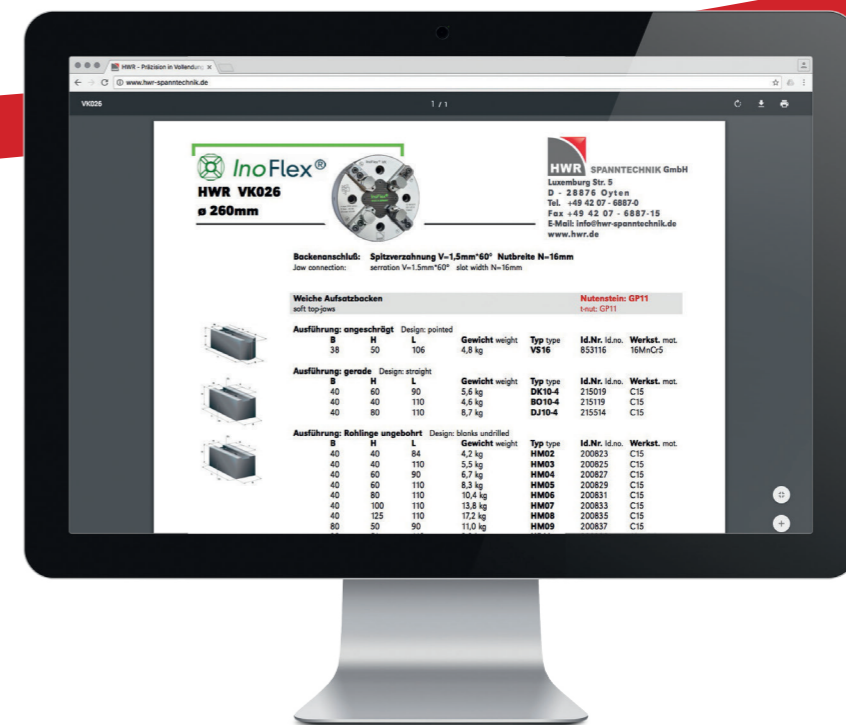 HWR - Präzision in Vollendung
www.hwr-spanntechnik.de
VK026
1 / 1
InoFlex®
HWR VK026
ø 260mm
InoFlex
HWR SPANNTECHNIK GmbH
Luxemburg Str. 5
D - 28876 Oyten
Tel. +49 42 07 - 6887-0
Fax +49 42 07 - 6887-15
E-Mail: info@hwr-spanntechnik.de
www.hwr.de
Backenanschluß: Spitzverzahnung V=1,5mm*60° Nutbreite N=16mm
Jaw connection: serration V=1.5mm*60° slot width N=16mm
Weiche Aufsatzbacken Nutenstein: GP11
soft top-jaws t-nut: GP11
Ausführung: angeschrägt Design: pointed
B H L Gewicht weight Typ type Id.Nr. Id.no. Werkst. mat.
38 50 106 4,8 kg VS16 853116 16MnCr5
Ausführung: gerade Design: straight
B H L Gewicht weight Typ type Id.Nr. Id.no. Werkst. mat.
40 60 90 5,6 kg DK10-4 215019 C15
40 40 110 4,6 kg BO10-4 215119 C15
40 80 110 8,7 kg DJ10-4 215514 C15
Ausführung: Rohlinge ungebohrt Design: blanks undrilled
B H L Gewicht weight Typ type Id.Nr. Id.no. Werkst. mat.
40 40 84 4,2 kg HM02 200823 C15
40 40 110 5,5 kg HM03 200825 C15
40 60 90 6,7 kg HM04 200827 C15
40 60 110 8,3 kg HM05 200829 C15
40 80 110 10,4 kg HM06 200831 C15
40 100 110 13,8 kg HM07 200833 C15
40 125 110 17,2 kg HM08 200835 C15
80 50 90 11,0 kg HM09 200837 C15